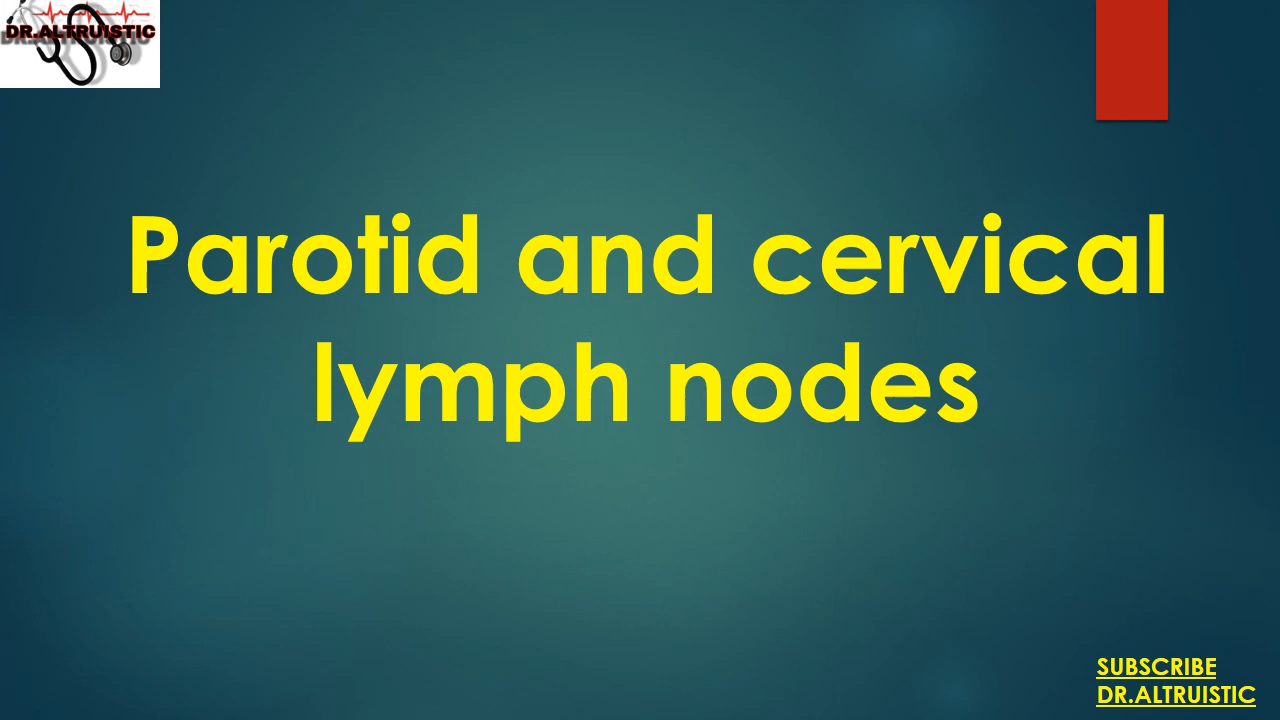 DR.ALTRUISTIC
Parotid and cervical
lymph nodes
SUBSCRIBE
DR.ALTRUISTIC